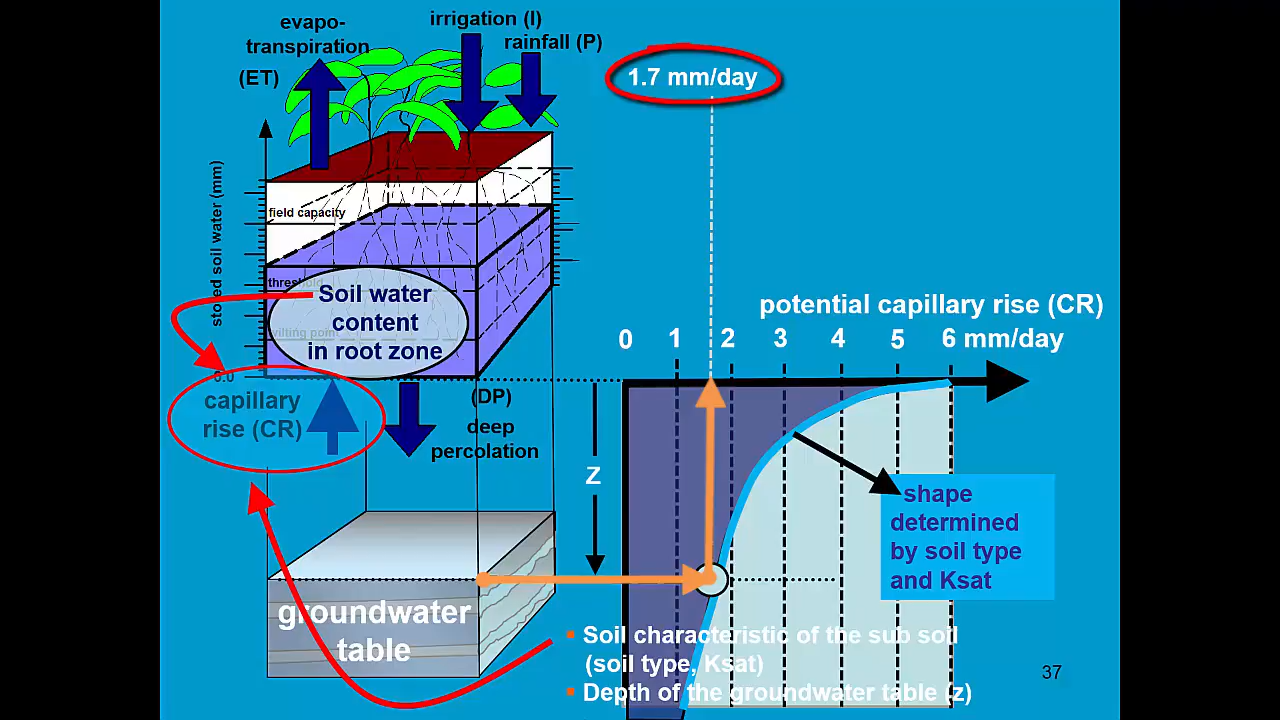 evapo-
transpiration
(ET)
irrigation (I)
rainfall (P)
1.7 mm/day
stored soil water (mm)
field capacity
threshold
wilting point
0.0
Soil water
content
in root zone
capillary
rise (CR)
(DP)
deep
percolation
Z
potential capillary rise (CR)
0 1 2 3 4 5 6 mm/day
shape
determined
by soil type
and Ksat
groundwater
table
▪ Soil characteristic of the sub soil
(soil type, Ksat)
▪ Depth of the groundwater table (z)
37